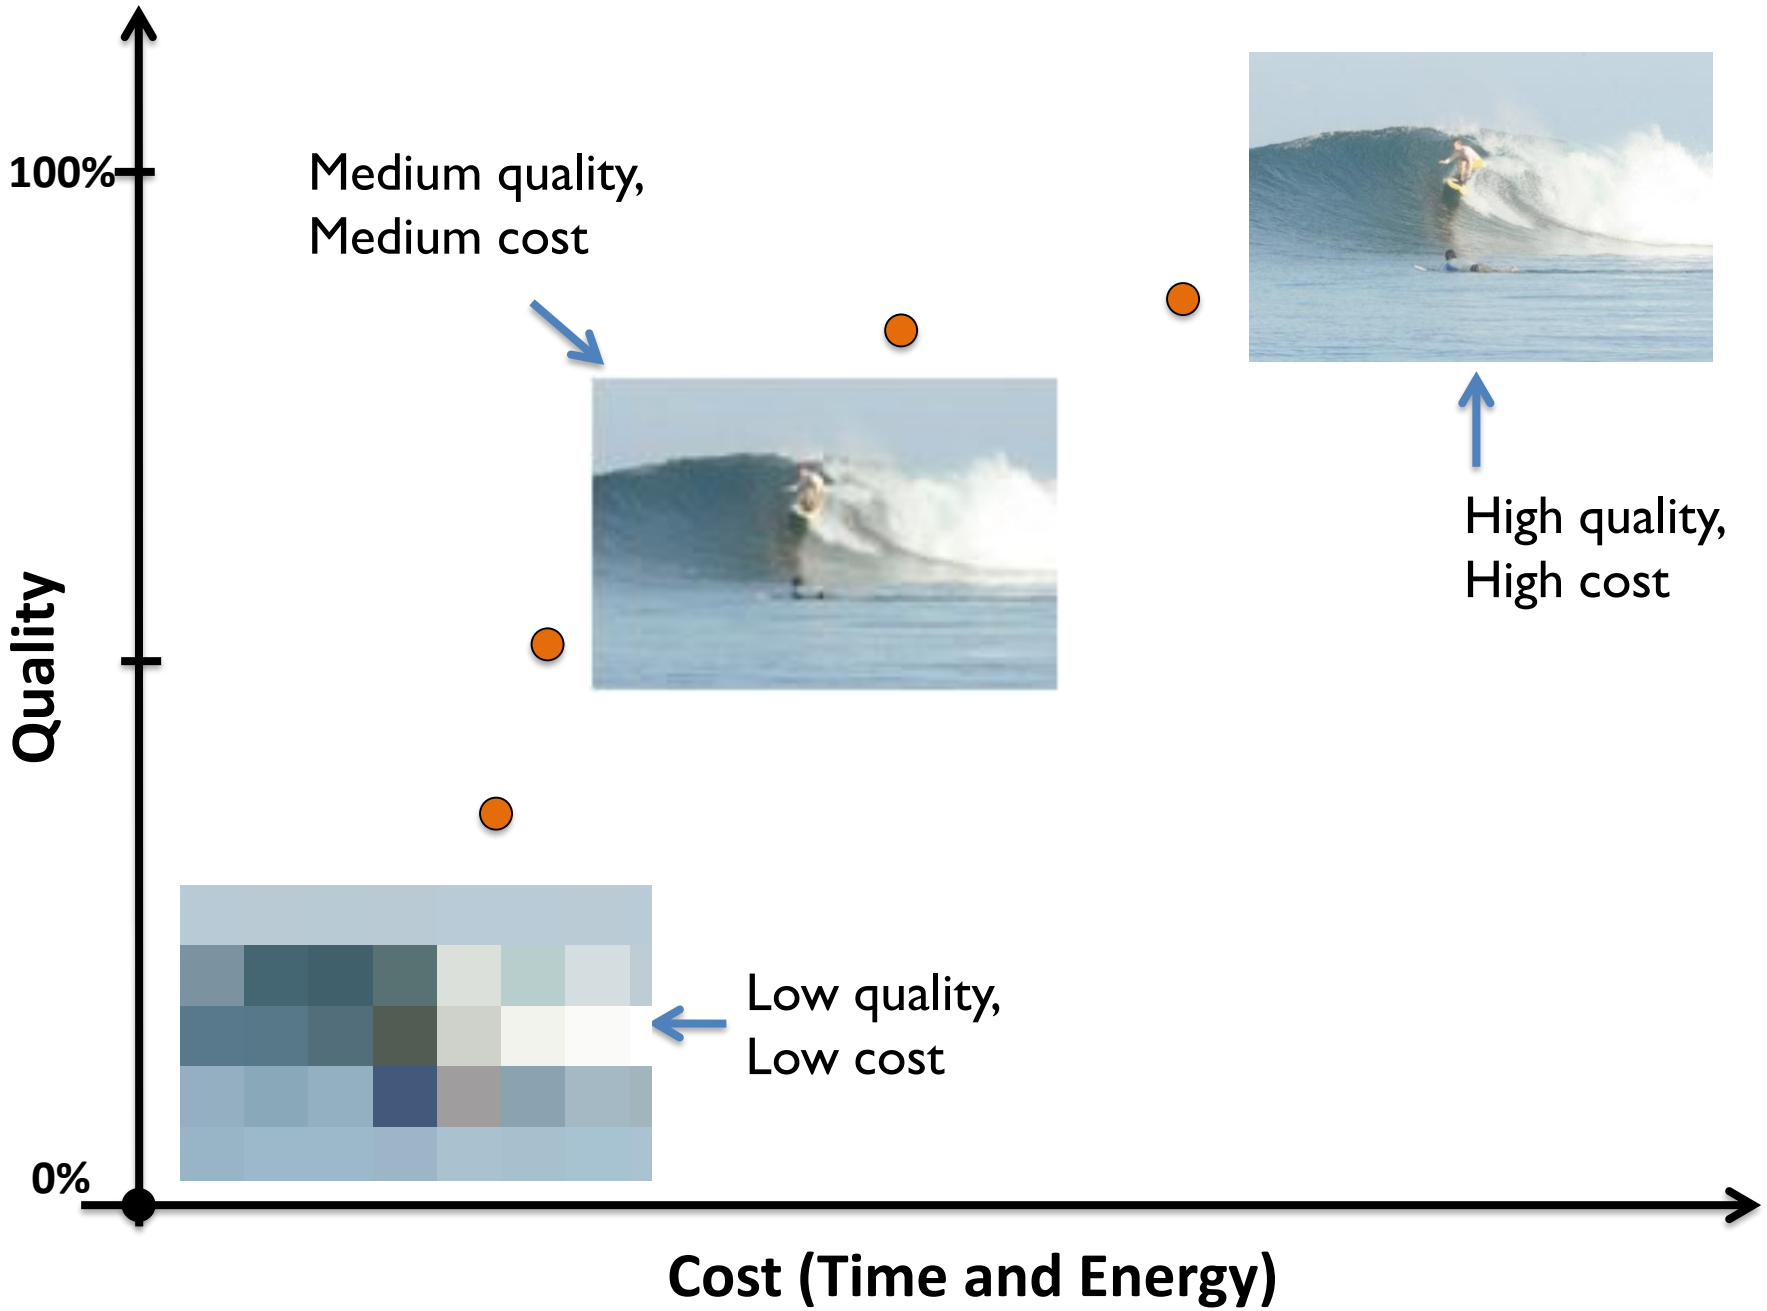 100%
Medium quality,
Medium cost
High quality,
High cost
Quality
Low quality,
Low cost
0%
Cost (Time and Energy)